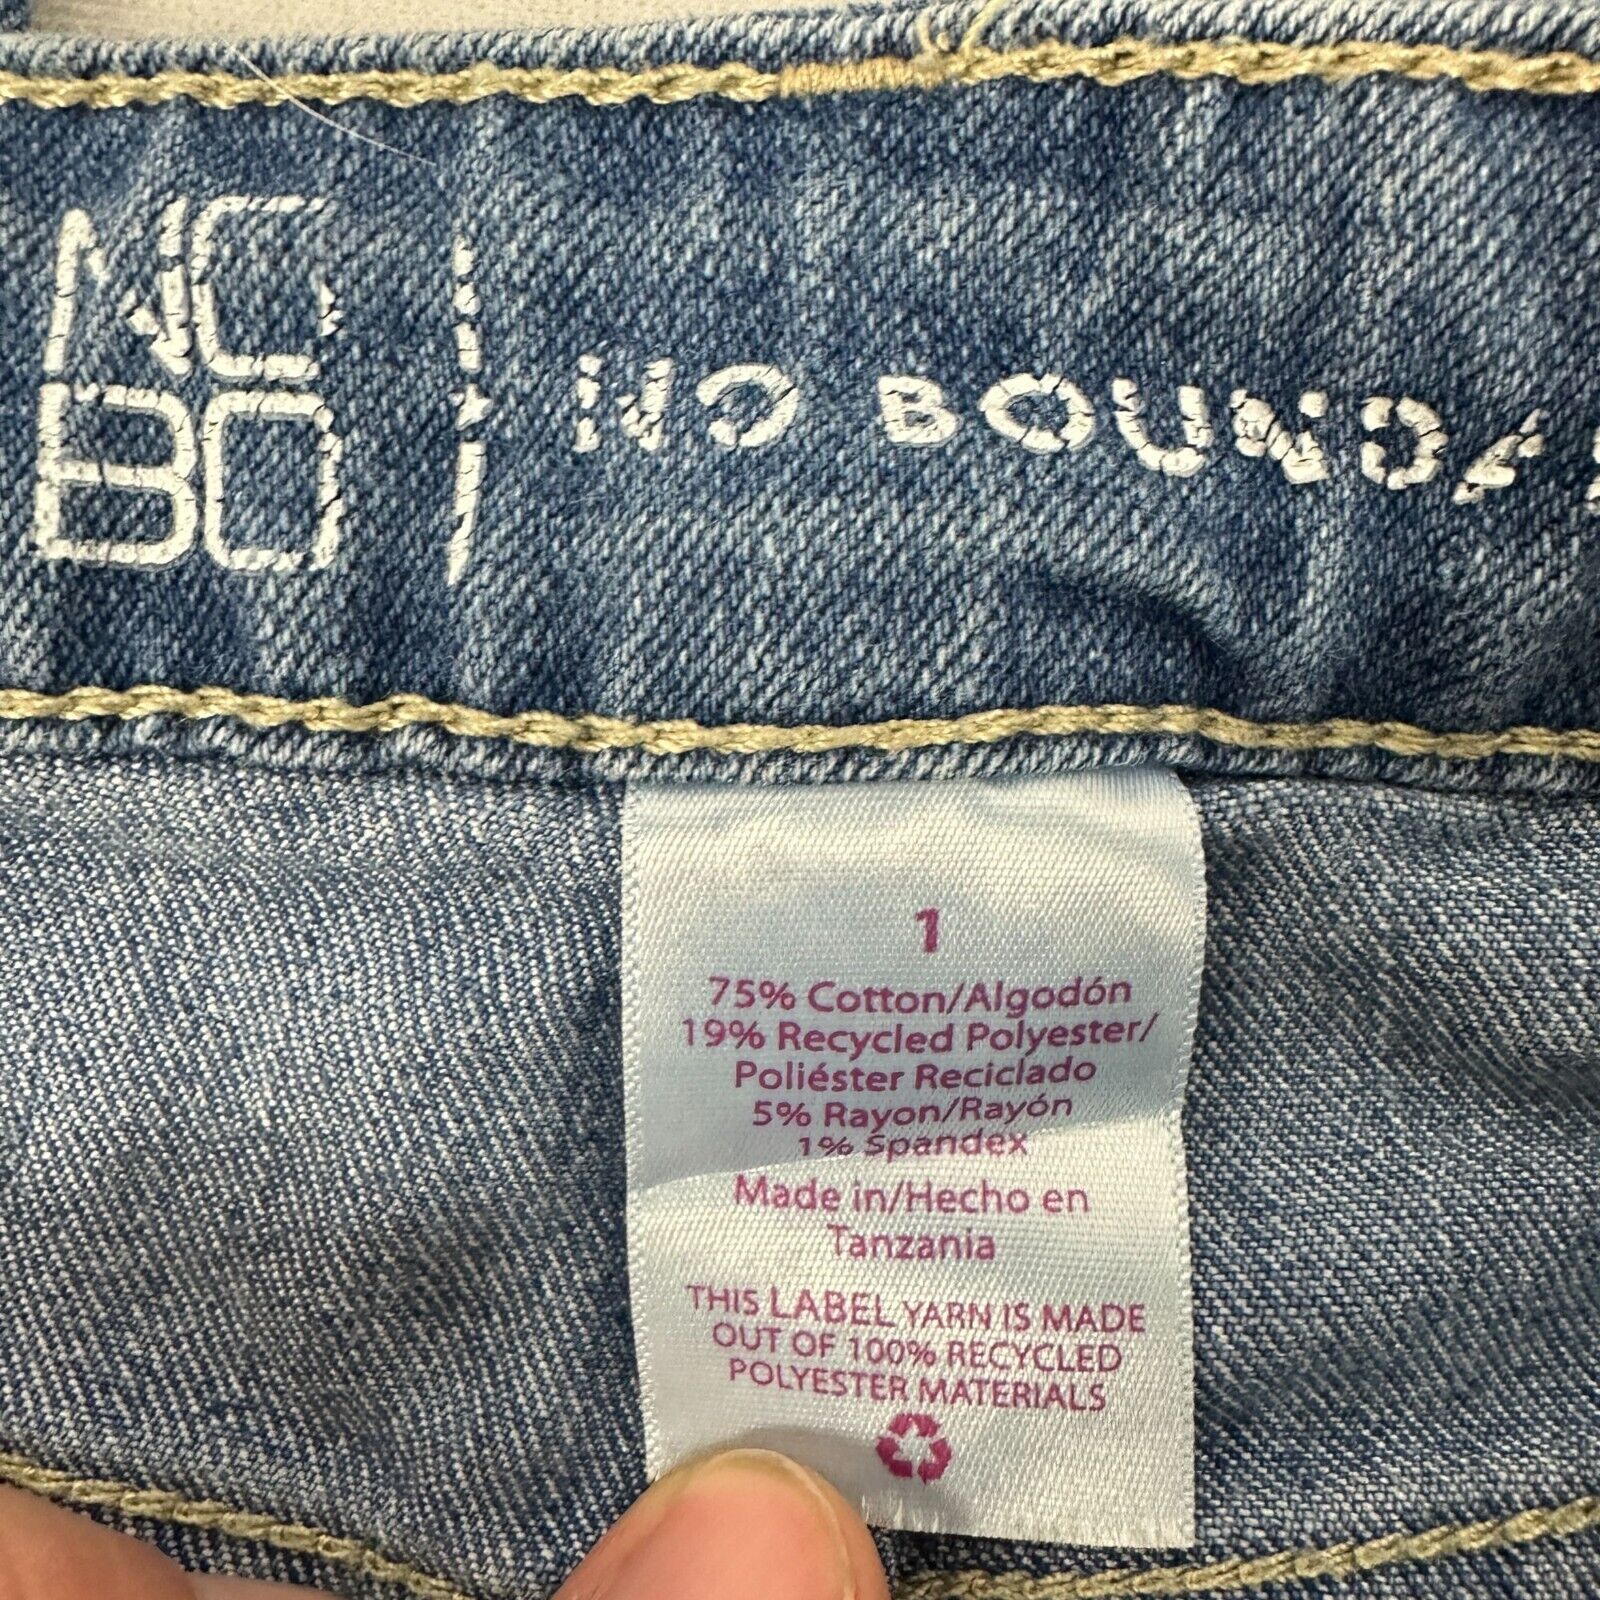 NO
BO
NO BOUNDA
1
75% Cotton/Algodón
19% Recycled Polyester/
Poliéster Reciclado
5% Rayon/Rayón
1% Spandex
Made in/Hecho en
Tanzania
THIS LABEL YARN IS MADE
OUT OF 100% RECYCLED
POLYESTER MATERIALS